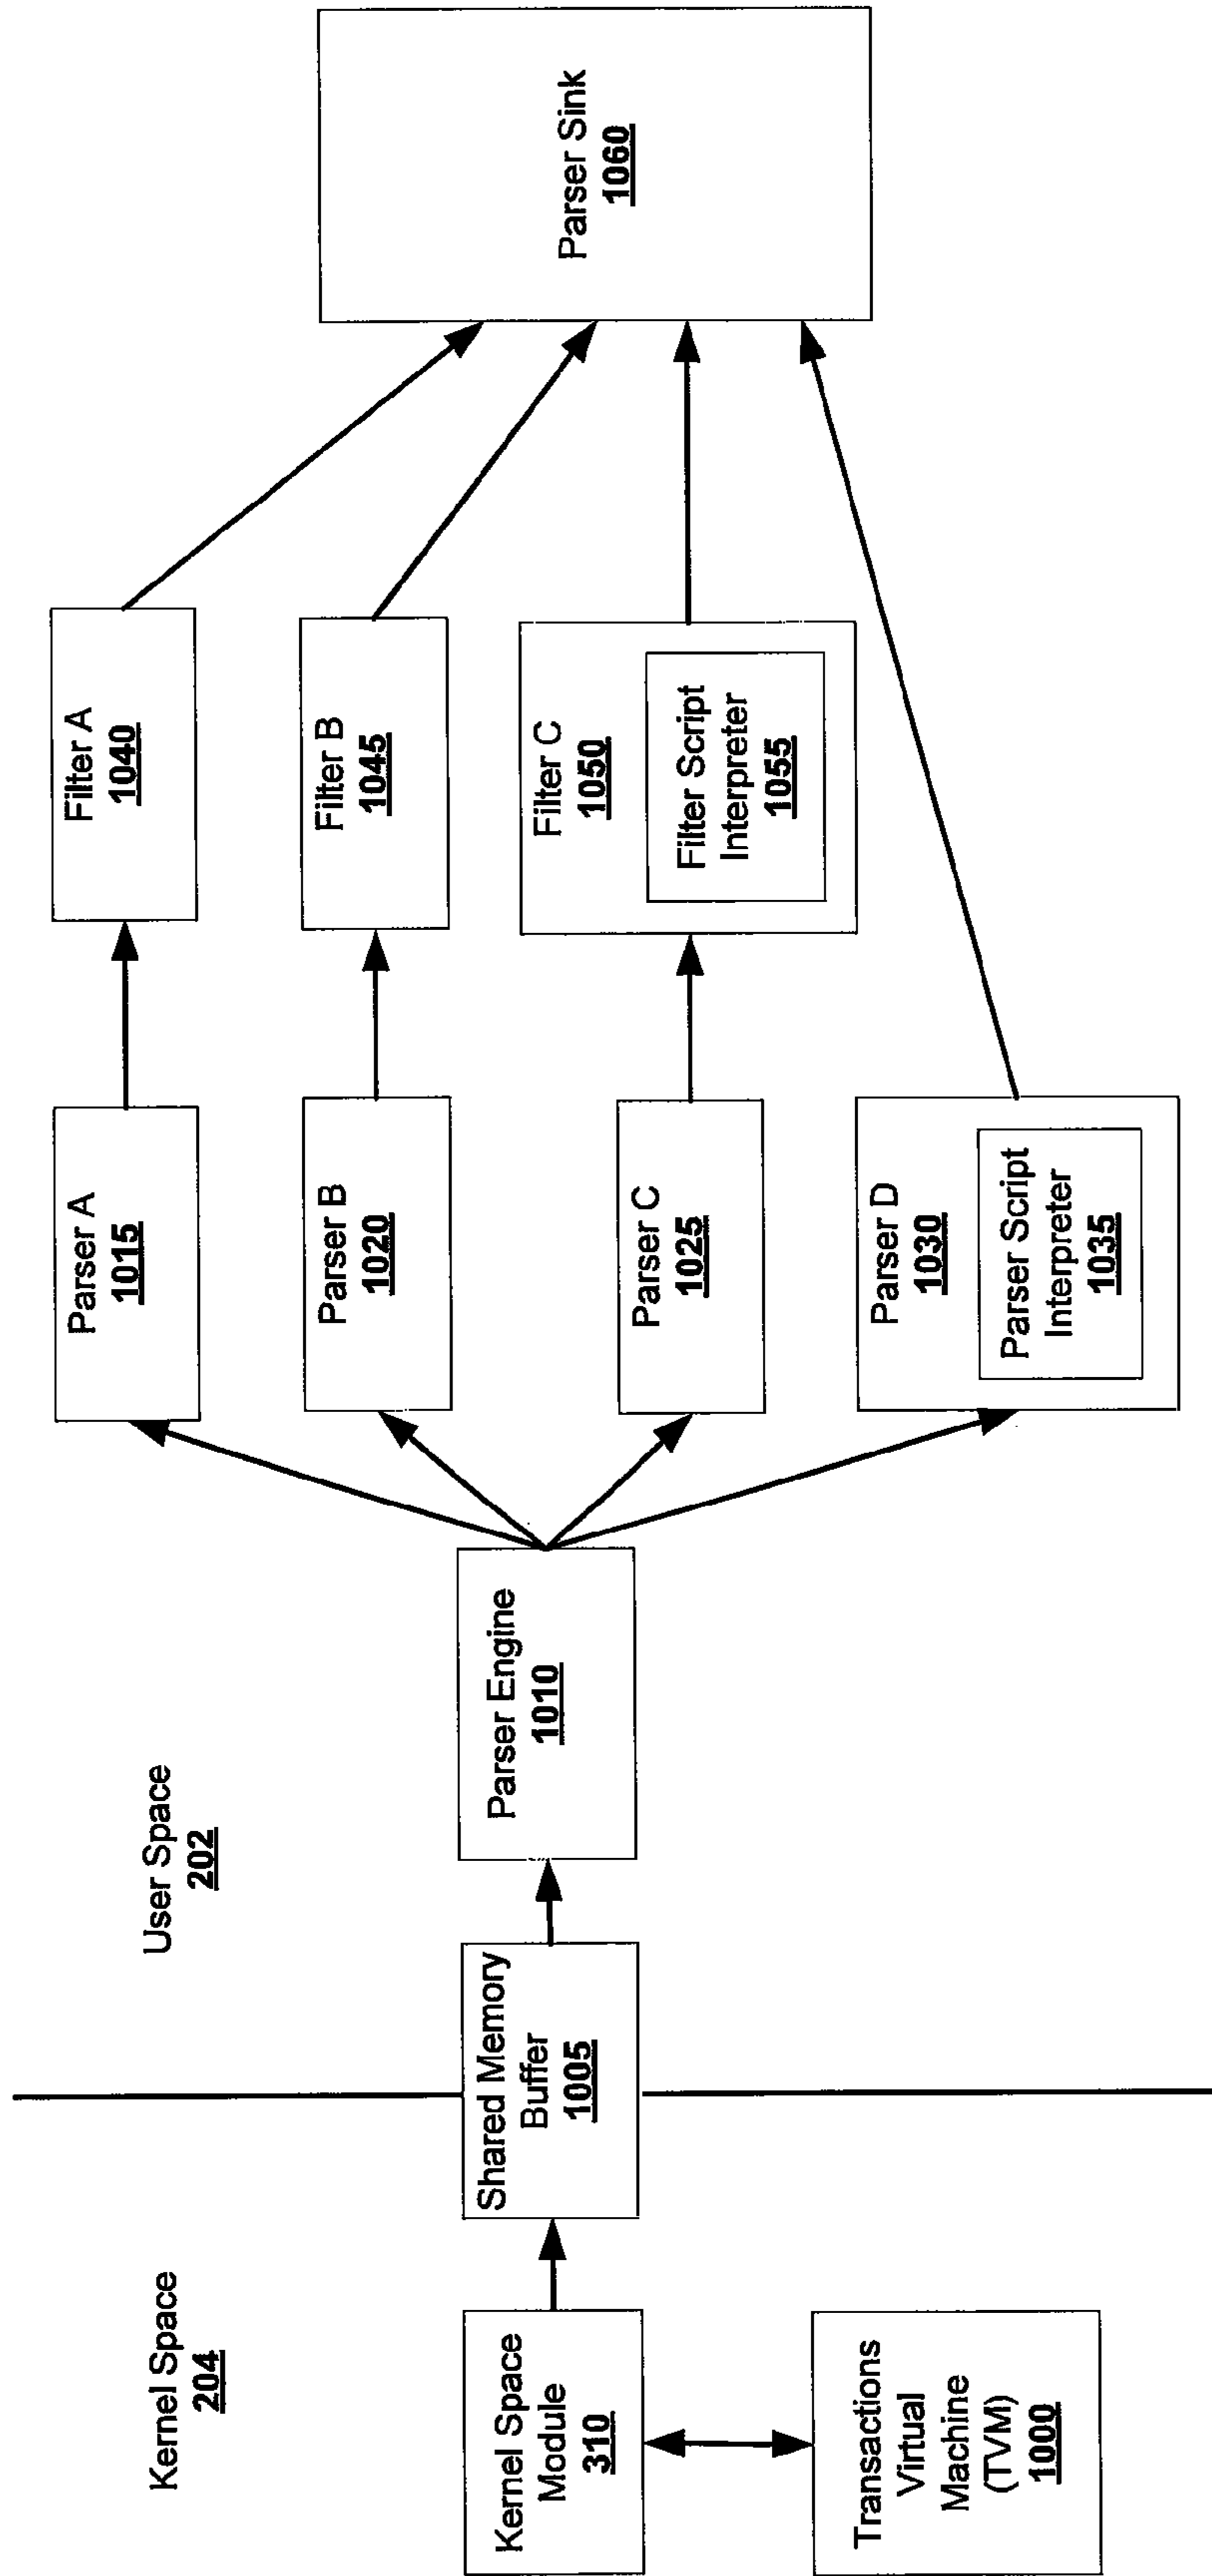 Kernel Space
204
User Space
202
Kernel Space
Module
310
Transactions
Virtual
Machine
(TVM)
1000
Shared Memory
Buffer
1005
Parser Engine
1010
Parser A
1015
Parser B
1020
Parser C
1025
Parser D
1030
Parser Script
Interpreter
1035
Filter A
1040
Filter B
1045
Filter C
1050
Filter Script
Interpreter
1055
Parser Sink
1060